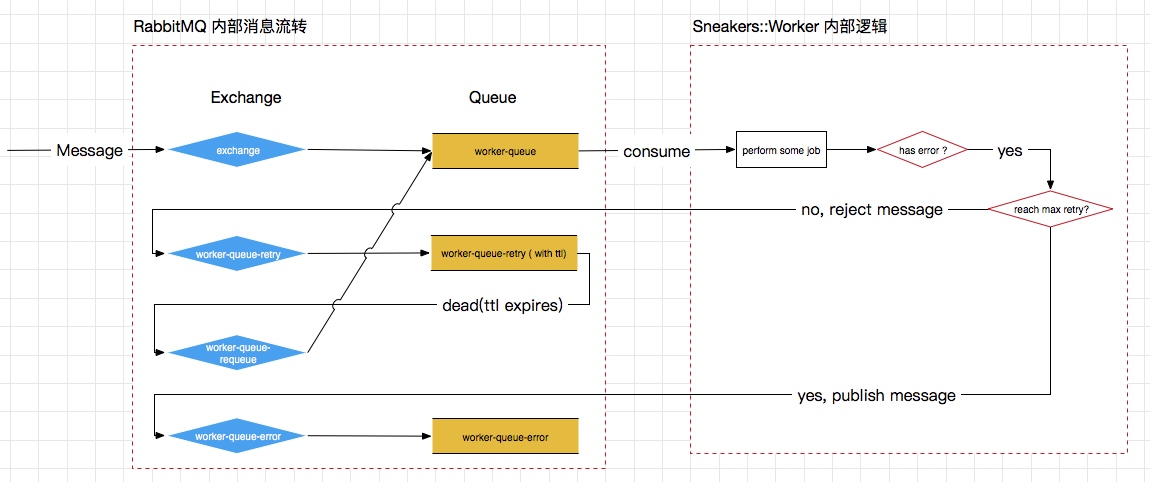 RabbitMQ 内部消息流转
Sneakers::Worker 内部逻辑
Exchange
Queue
Message
exchange
worker-queue
consume
perform some job
has error ?
yes
no, reject message
reach max retry?
worker-queue-retry
worker-queue-retry ( with ttl)
dead(ttl expires)
worker-queue-
requeue
yes, publish message
worker-queue-error
worker-queue-error